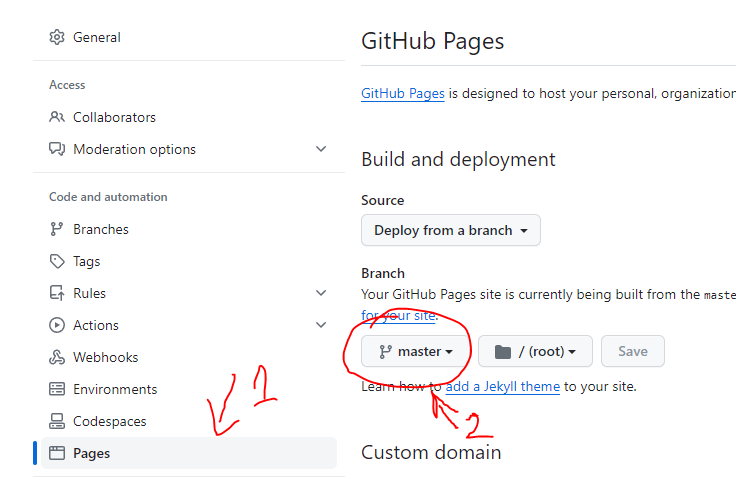 General
Access
Collaborators
Moderation options
Code and automation
Branches
Tags
Rules
Actions
Webhooks
Environments
Codespaces
Pages
1
GitHub Pages
GitHub Pages is designed to host your personal, organization
Build and deployment
Source
Deploy from a branch
Branch
Your GitHub Pages site is currently being built from the maste
for your site.
master / (root) Save
Learn how to add a Jekyll theme to your site.
2
Custom domain